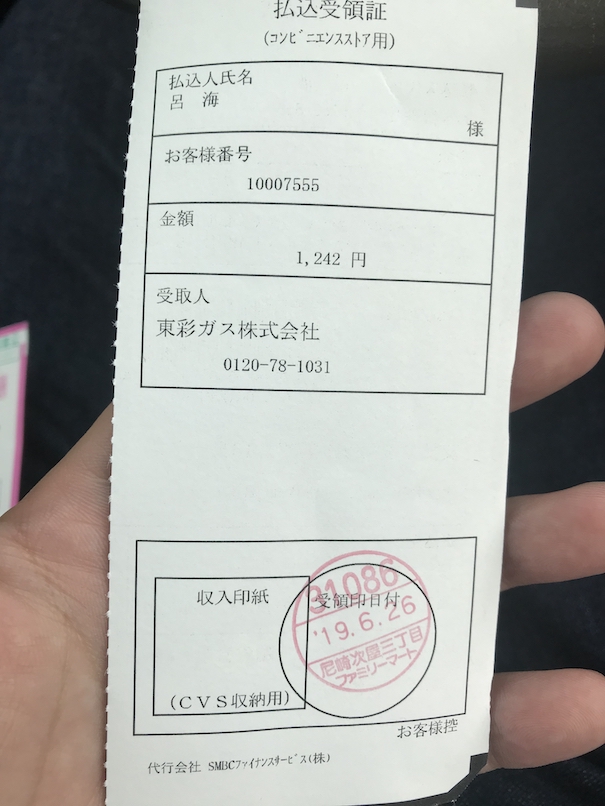 払込受領証
(コンビニエンスストア用)
払込人氏名
呂 海
様
お客様番号
10007555
金額
1,242 円
受取人
東彩ガス株式会社
0120-78-1031
収入印紙
(CVS収納用)
受領印日付
31086
'19.6.26
尼崎次屋三丁目
ファミリーマート
お客様控
代行会社 SMBCファイナンスサービス(株)